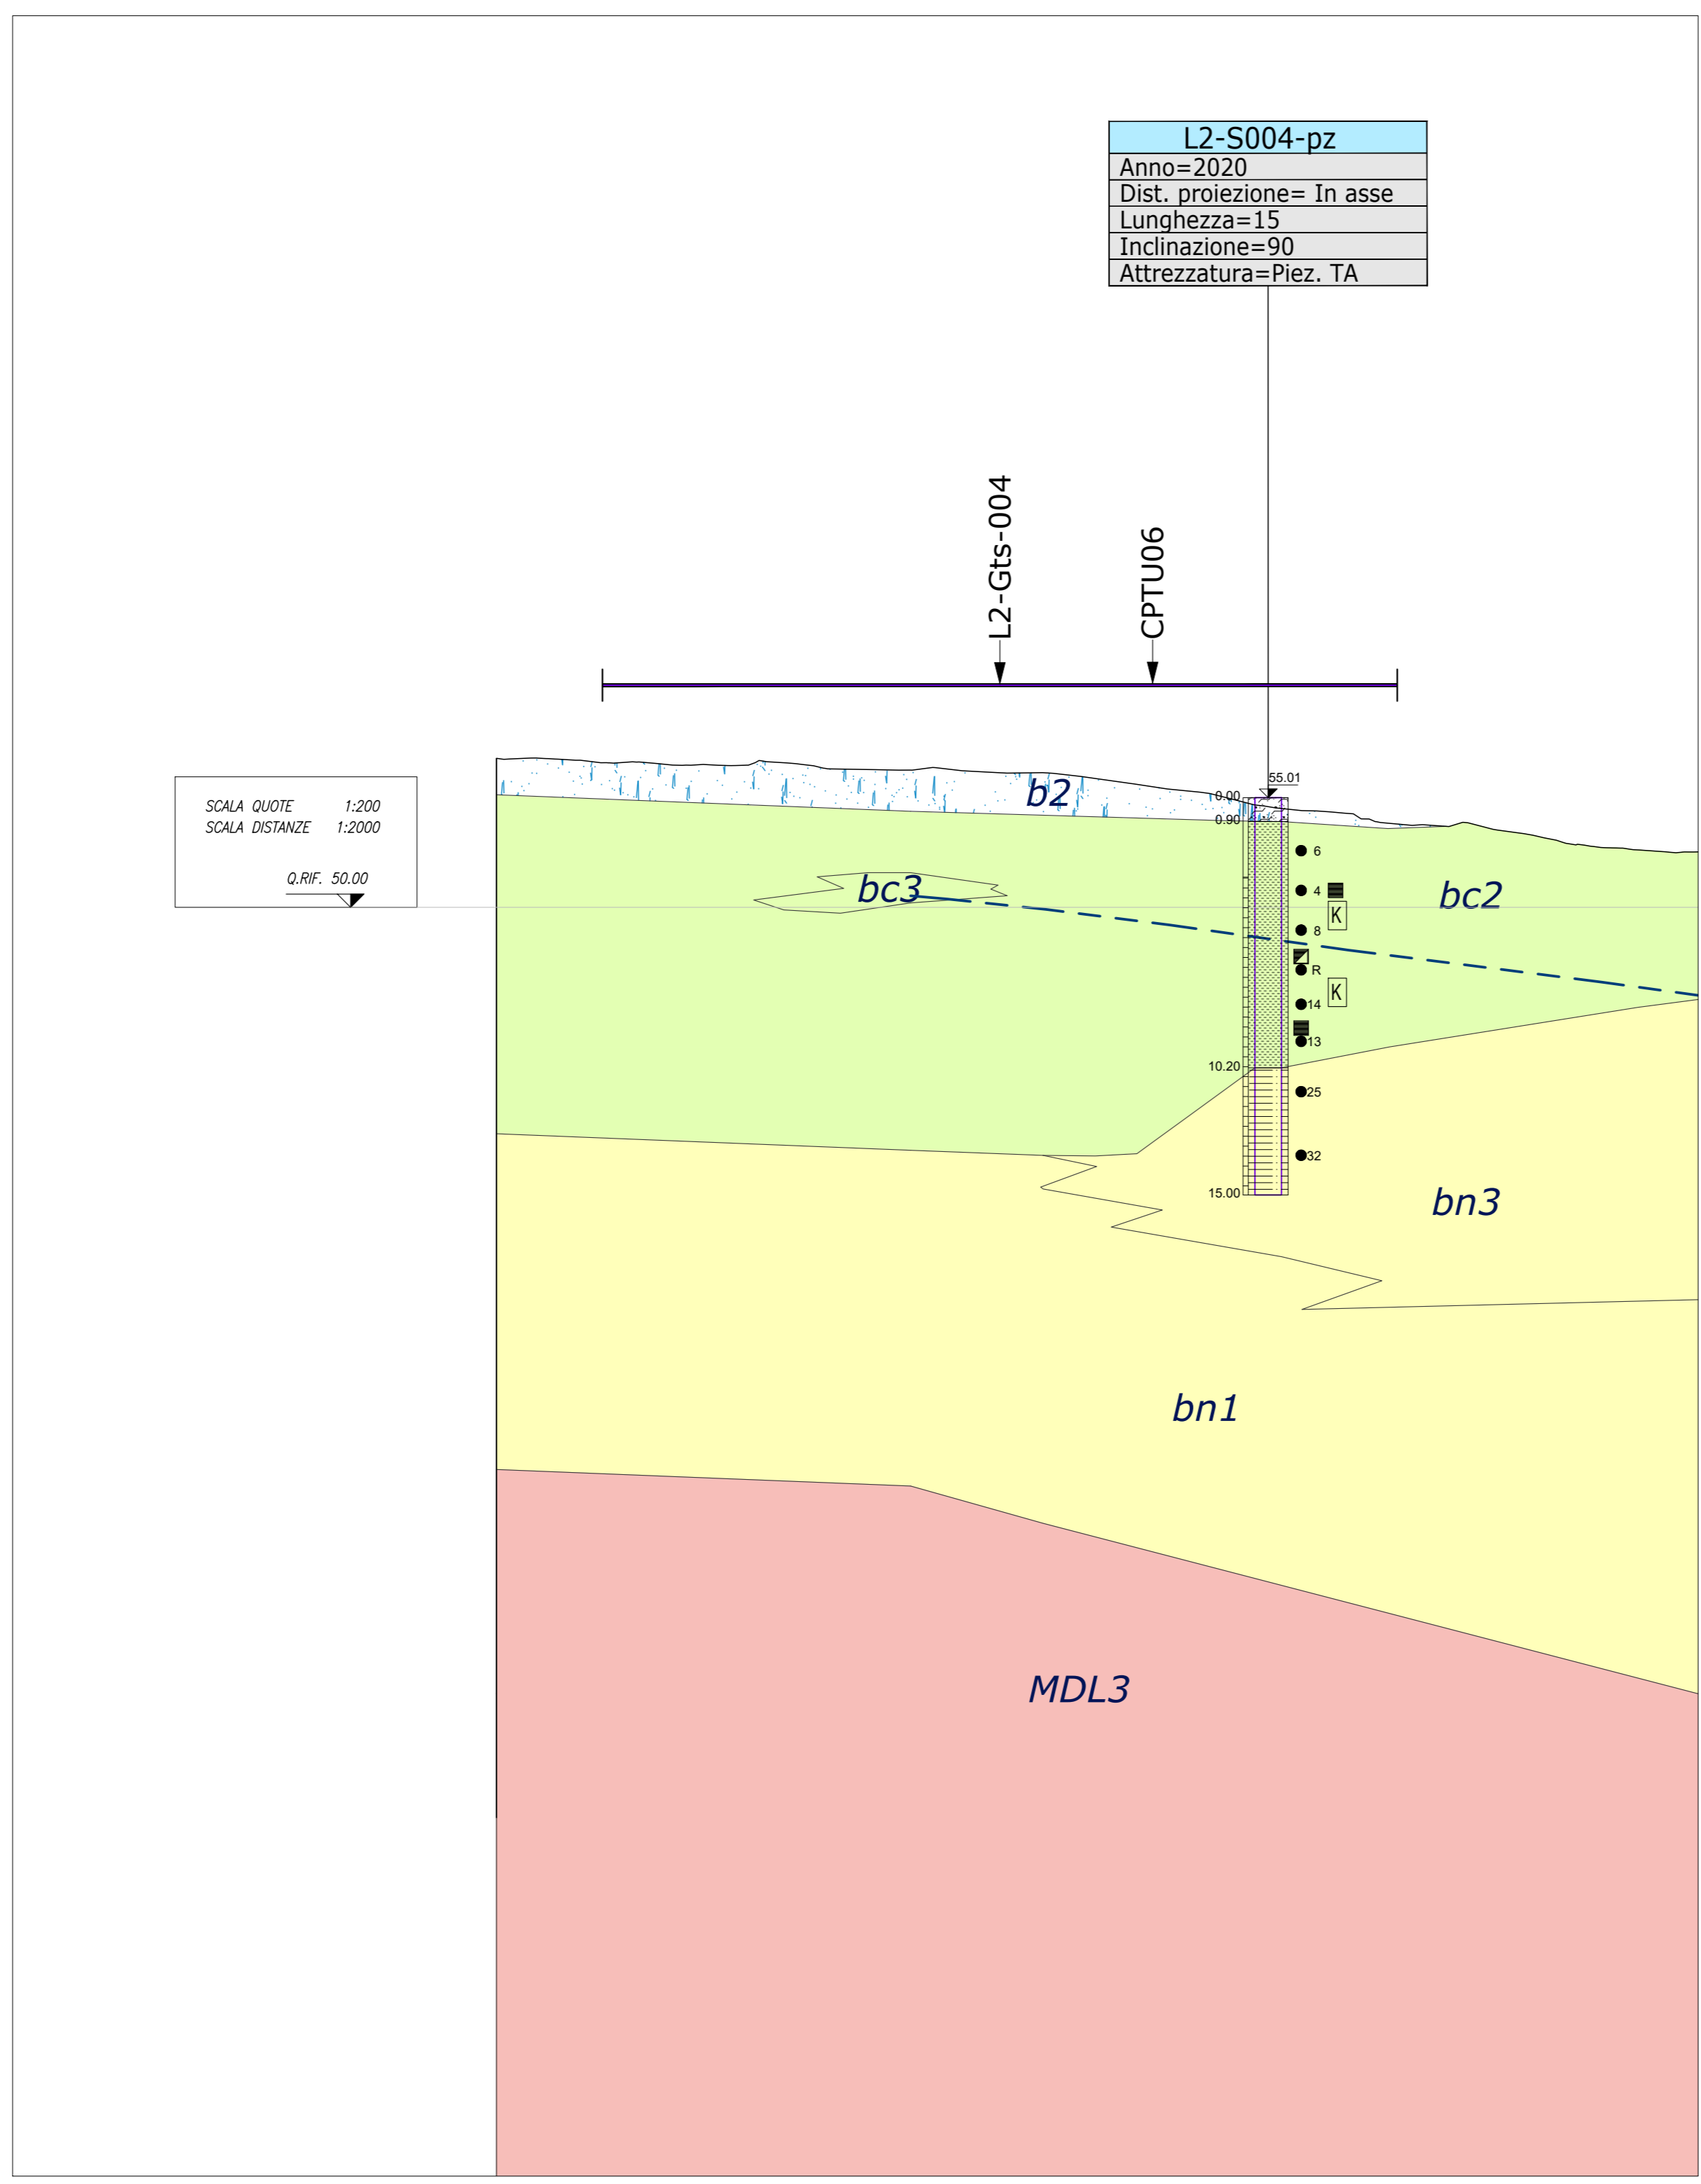 L2-S004-pz
Anno=2020
Dist. proiezione= In asse
Lunghezza=15
Inclinazione=90
Attrezzatura=Piez. TA
L2-Gts-004
CPTU06
SCALA QUOTE 1:200
SCALA DISTANZE 1:2000
Q.RIF. 50.00
b2
55.01
0.00
0.90
6
bc3
4
bc2
K
8
R
K
14
13
10.20
25
32
15.00
bn3
bn1
MDL3